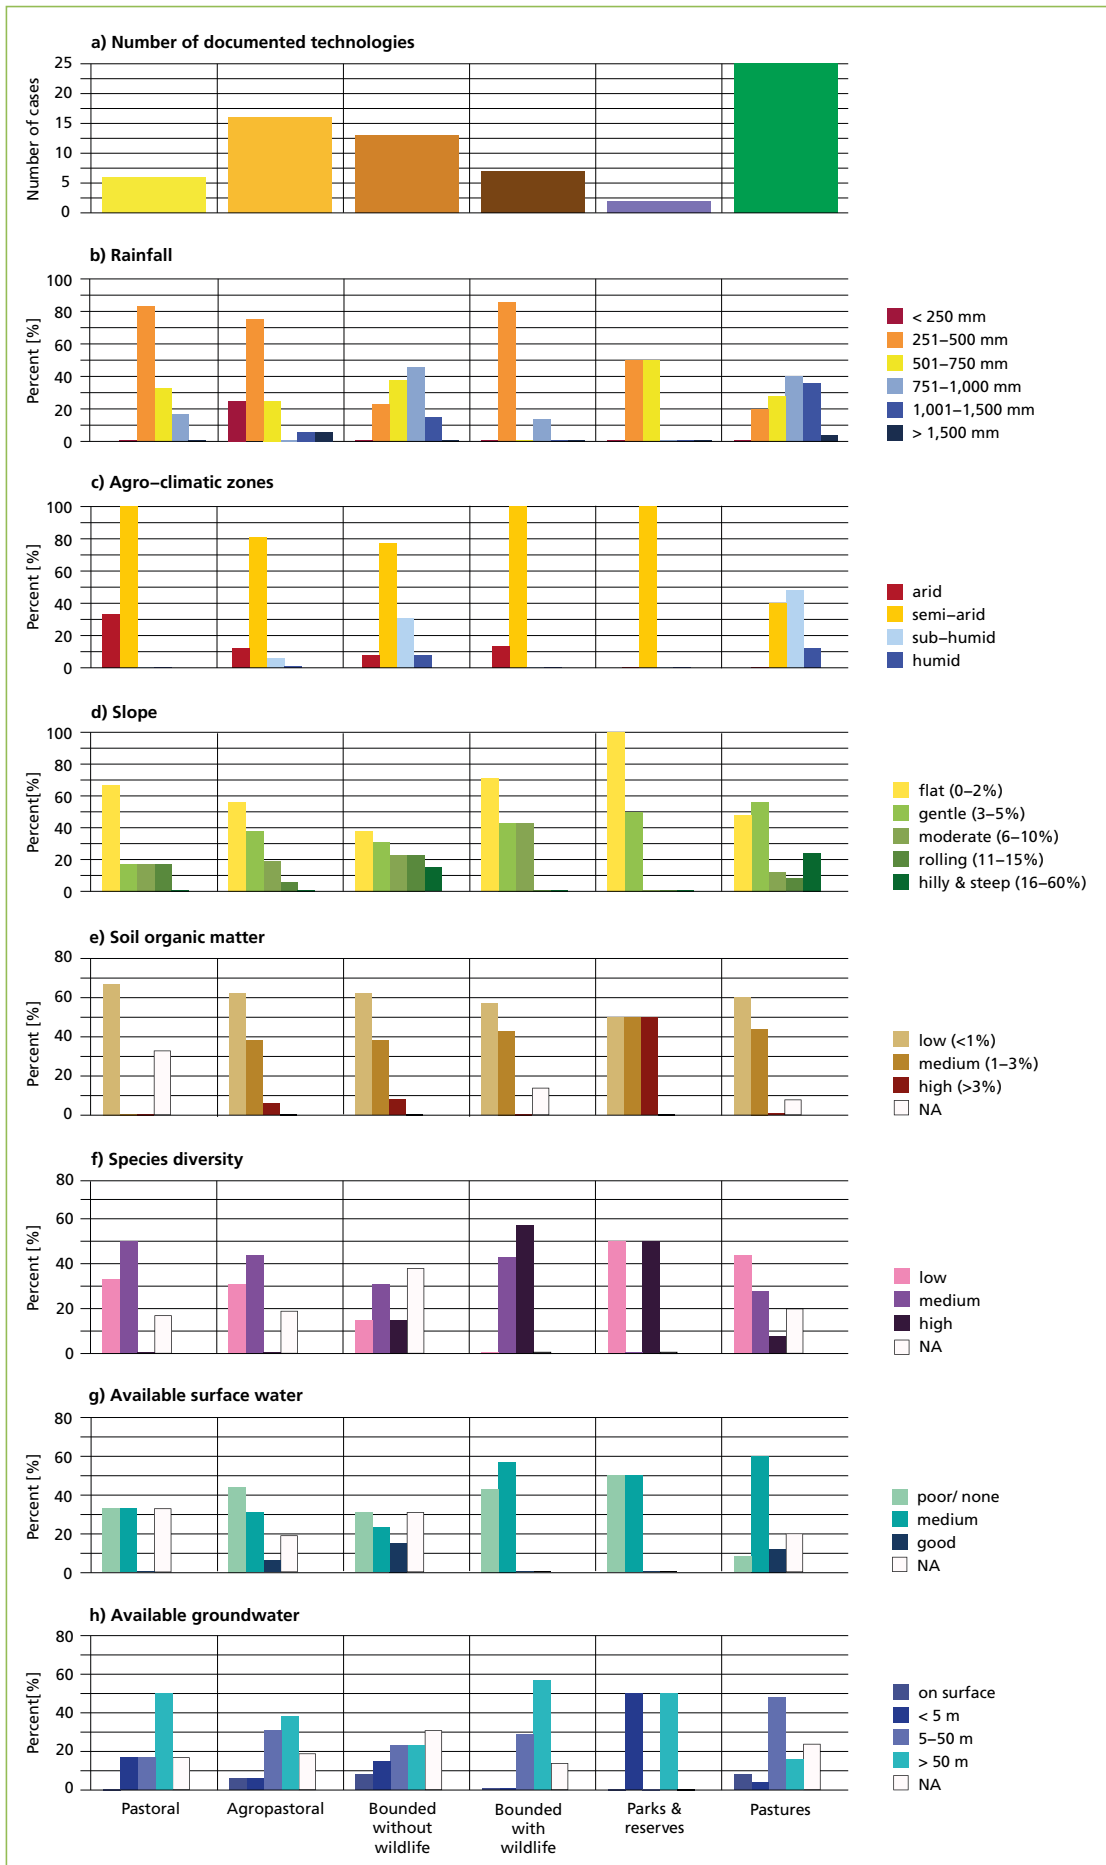 a) Number of documented technologies
Number of cases
25
20
15
10
5
0
b) Rainfall
Percent [%]
100
80
60
40
20
0
< 250 mm
251–500 mm
501–750 mm
751–1,000 mm
1,001–1,500 mm
> 1,500 mm
c) Agro–climatic zones
Percent [%]
100
80
60
40
20
0
arid
semi–arid
sub–humid
humid
d) Slope
Percent[%]
100
80
60
40
20
0
flat (0–2%)
gentle (3–5%)
moderate (6–10%)
rolling (11–15%)
hilly & steep (16–60%)
e) Soil organic matter
Percent [%]
80
60
40
20
0
low (<1%)
medium (1–3%)
high (>3%)
NA
f) Species diversity
Percent [%]
80
60
40
20
0
low
medium
high
NA
g) Available surface water
Percent [%]
80
60
40
20
0
poor/ none
medium
good
NA
h) Available groundwater
Percent[%]
80
60
40
20
0
on surface
< 5 m
5–50 m
> 50 m
NA
Pastoral
Agropastoral
Bounded
without
wildlife
Bounded
with
wildlife
Parks &
reserves
Pastures